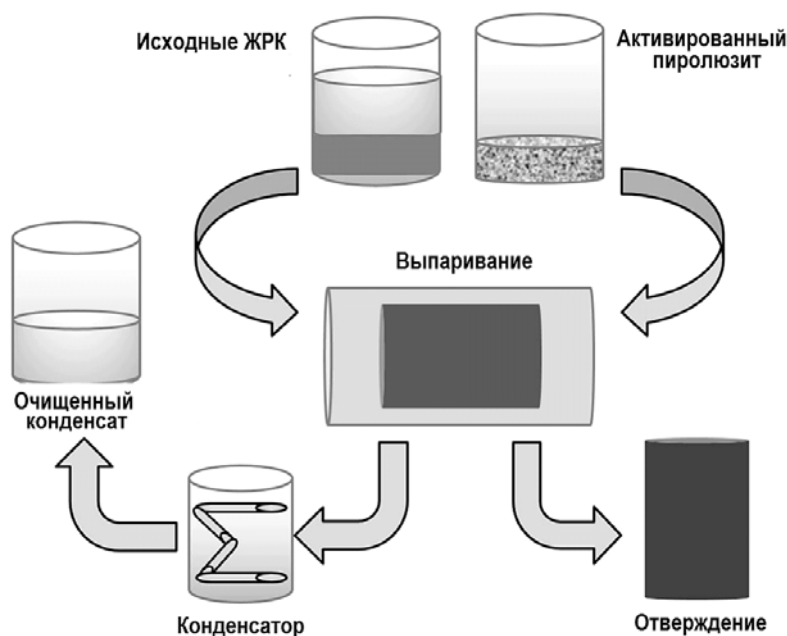 Исходные ЖРК
Активированный
пиролюзит
Выпаривание
Очищенный
конденсат
Конденсатор
Отверждение